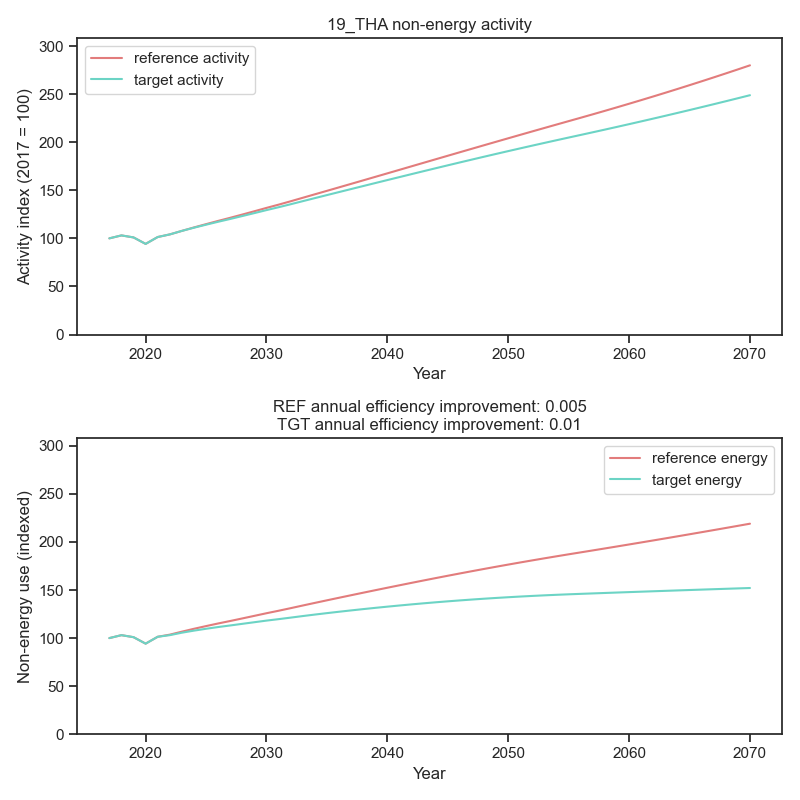 19_THA non-energy activity
300
250
200
150
100
50
0
Activity index (2017 = 100)
reference activity
target activity
2020 2030 2040 2050 2060 2070
Year
REF annual efficiency improvement: 0.005
TGT annual efficiency improvement: 0.01
300
250
200
150
100
50
0
Non-energy use (indexed)
reference energy
target energy
2020 2030 2040 2050 2060 2070
Year